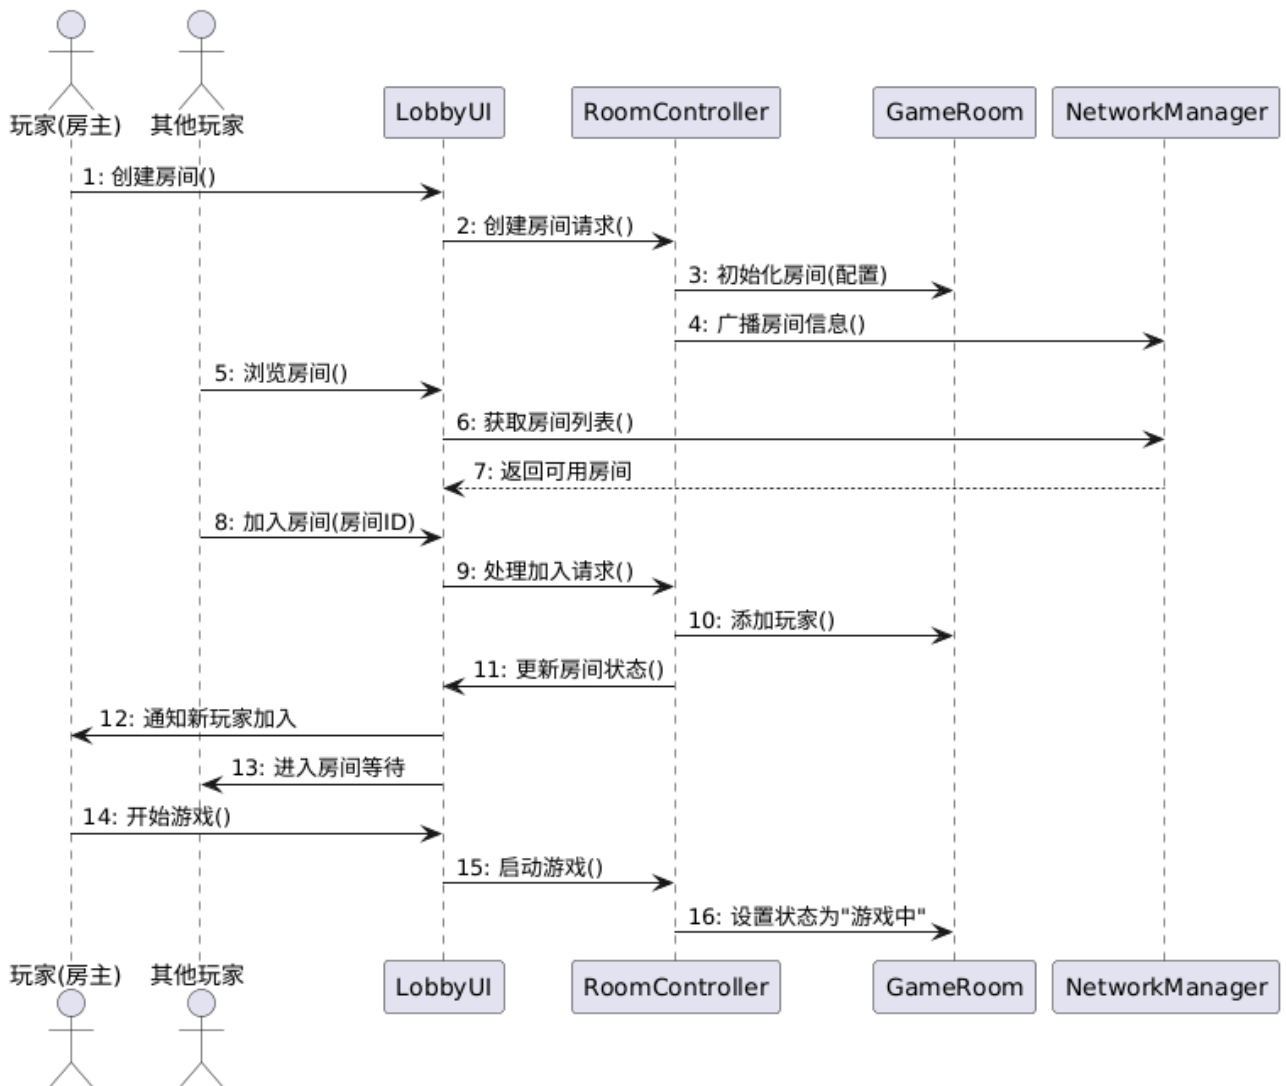 玩家(房主)
其他玩家
LobbyUI
RoomController
GameRoom
NetworkManager
1: 创建房间()
2: 创建房间请求()
3: 初始化房间(配置)
4: 广播房间信息()
5: 浏览房间()
6: 获取房间列表()
7: 返回可用房间
8: 加入房间(房间ID)
9: 处理加入请求()
10: 添加玩家()
11: 更新房间状态()
12: 通知新玩家加入
13: 进入房间等待
14: 开始游戏()
15: 启动游戏()
16: 设置状态为"游戏中"
玩家(房主)
其他玩家
LobbyUI
RoomController
GameRoom
NetworkManager